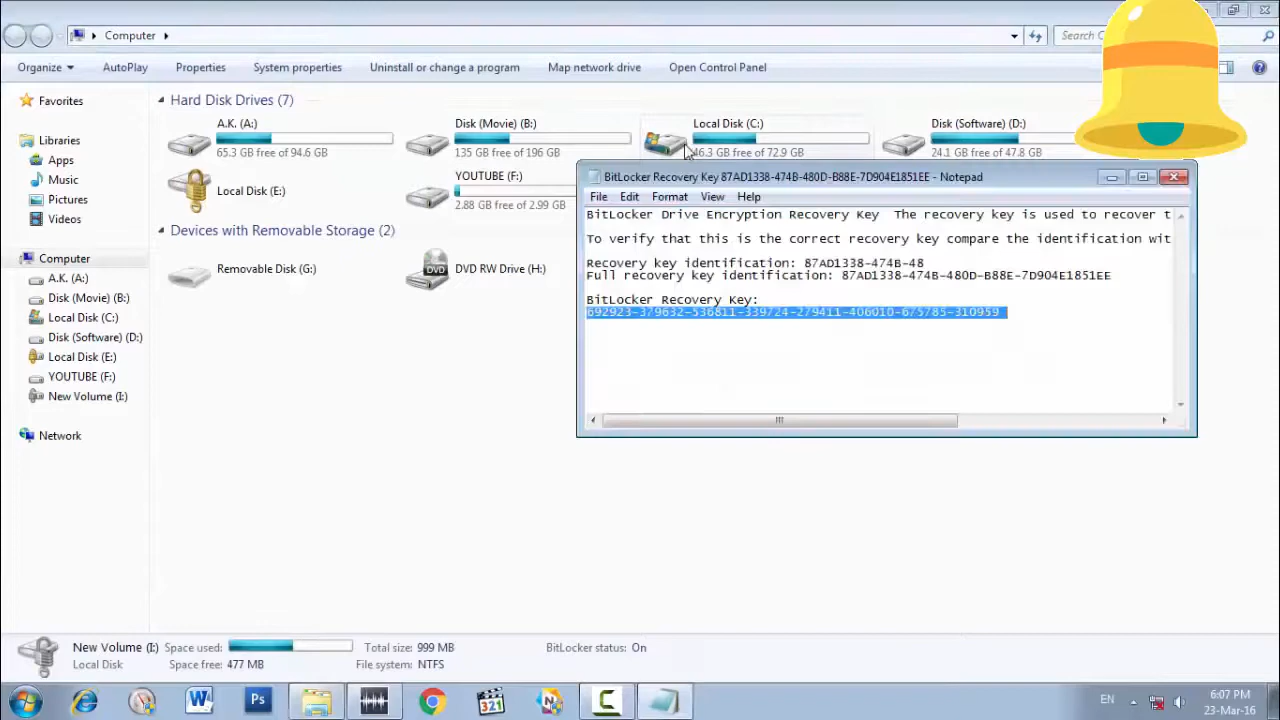 Computer
Search C
Organize
AutoPlay
Properties
System properties
Uninstall or change a program
Map network drive
Open Control Panel
Favorites
Libraries
Apps
Music
Pictures
Videos
Computer
A.K. (A:)
Disk (Movie) (B:)
Local Disk (C:)
Disk (Software) (D:)
Local Disk (E:)
YOUTUBE (F:)
New Volume (I:)
Network
Hard Disk Drives (7)
A.K. (A:)
65.3 GB free of 94.6 GB
Disk (Movie) (B:)
135 GB free of 196 GB
Local Disk (C:)
46.3 GB free of 72.9 GB
Disk (Software) (D:)
24.1 GB free of 47.8 GB
Local Disk (E:)
YOUTUBE (F:)
2.88 GB free of 2.99 GB
Devices with Removable Storage (2)
Removable Disk (G:)
DVD
DVD RW Drive (H:)
BitLocker Recovery Key 87AD1338-474B-480D-B88E-7D904E1851EE - Notepad
File Edit Format View Help
BitLocker Drive Encryption Recovery Key The recovery key is used to recover t
To verify that this is the correct recovery key compare the identification wit
Recovery key identification: 87AD1338-474B-48
Full recovery key identification: 87AD1338-474B-480D-B88E-7D904E1851EE
BitLocker Recovery Key:
692923-379632-536811-339724-279411-406010-675785-310959
New Volume (I:) Space used: Total size: 999 MB BitLocker status: On
Local Disk Space free: 477 MB File system: NTFS
W
Ps
321
N
C
EN
6:07 PM
23-Mar-16